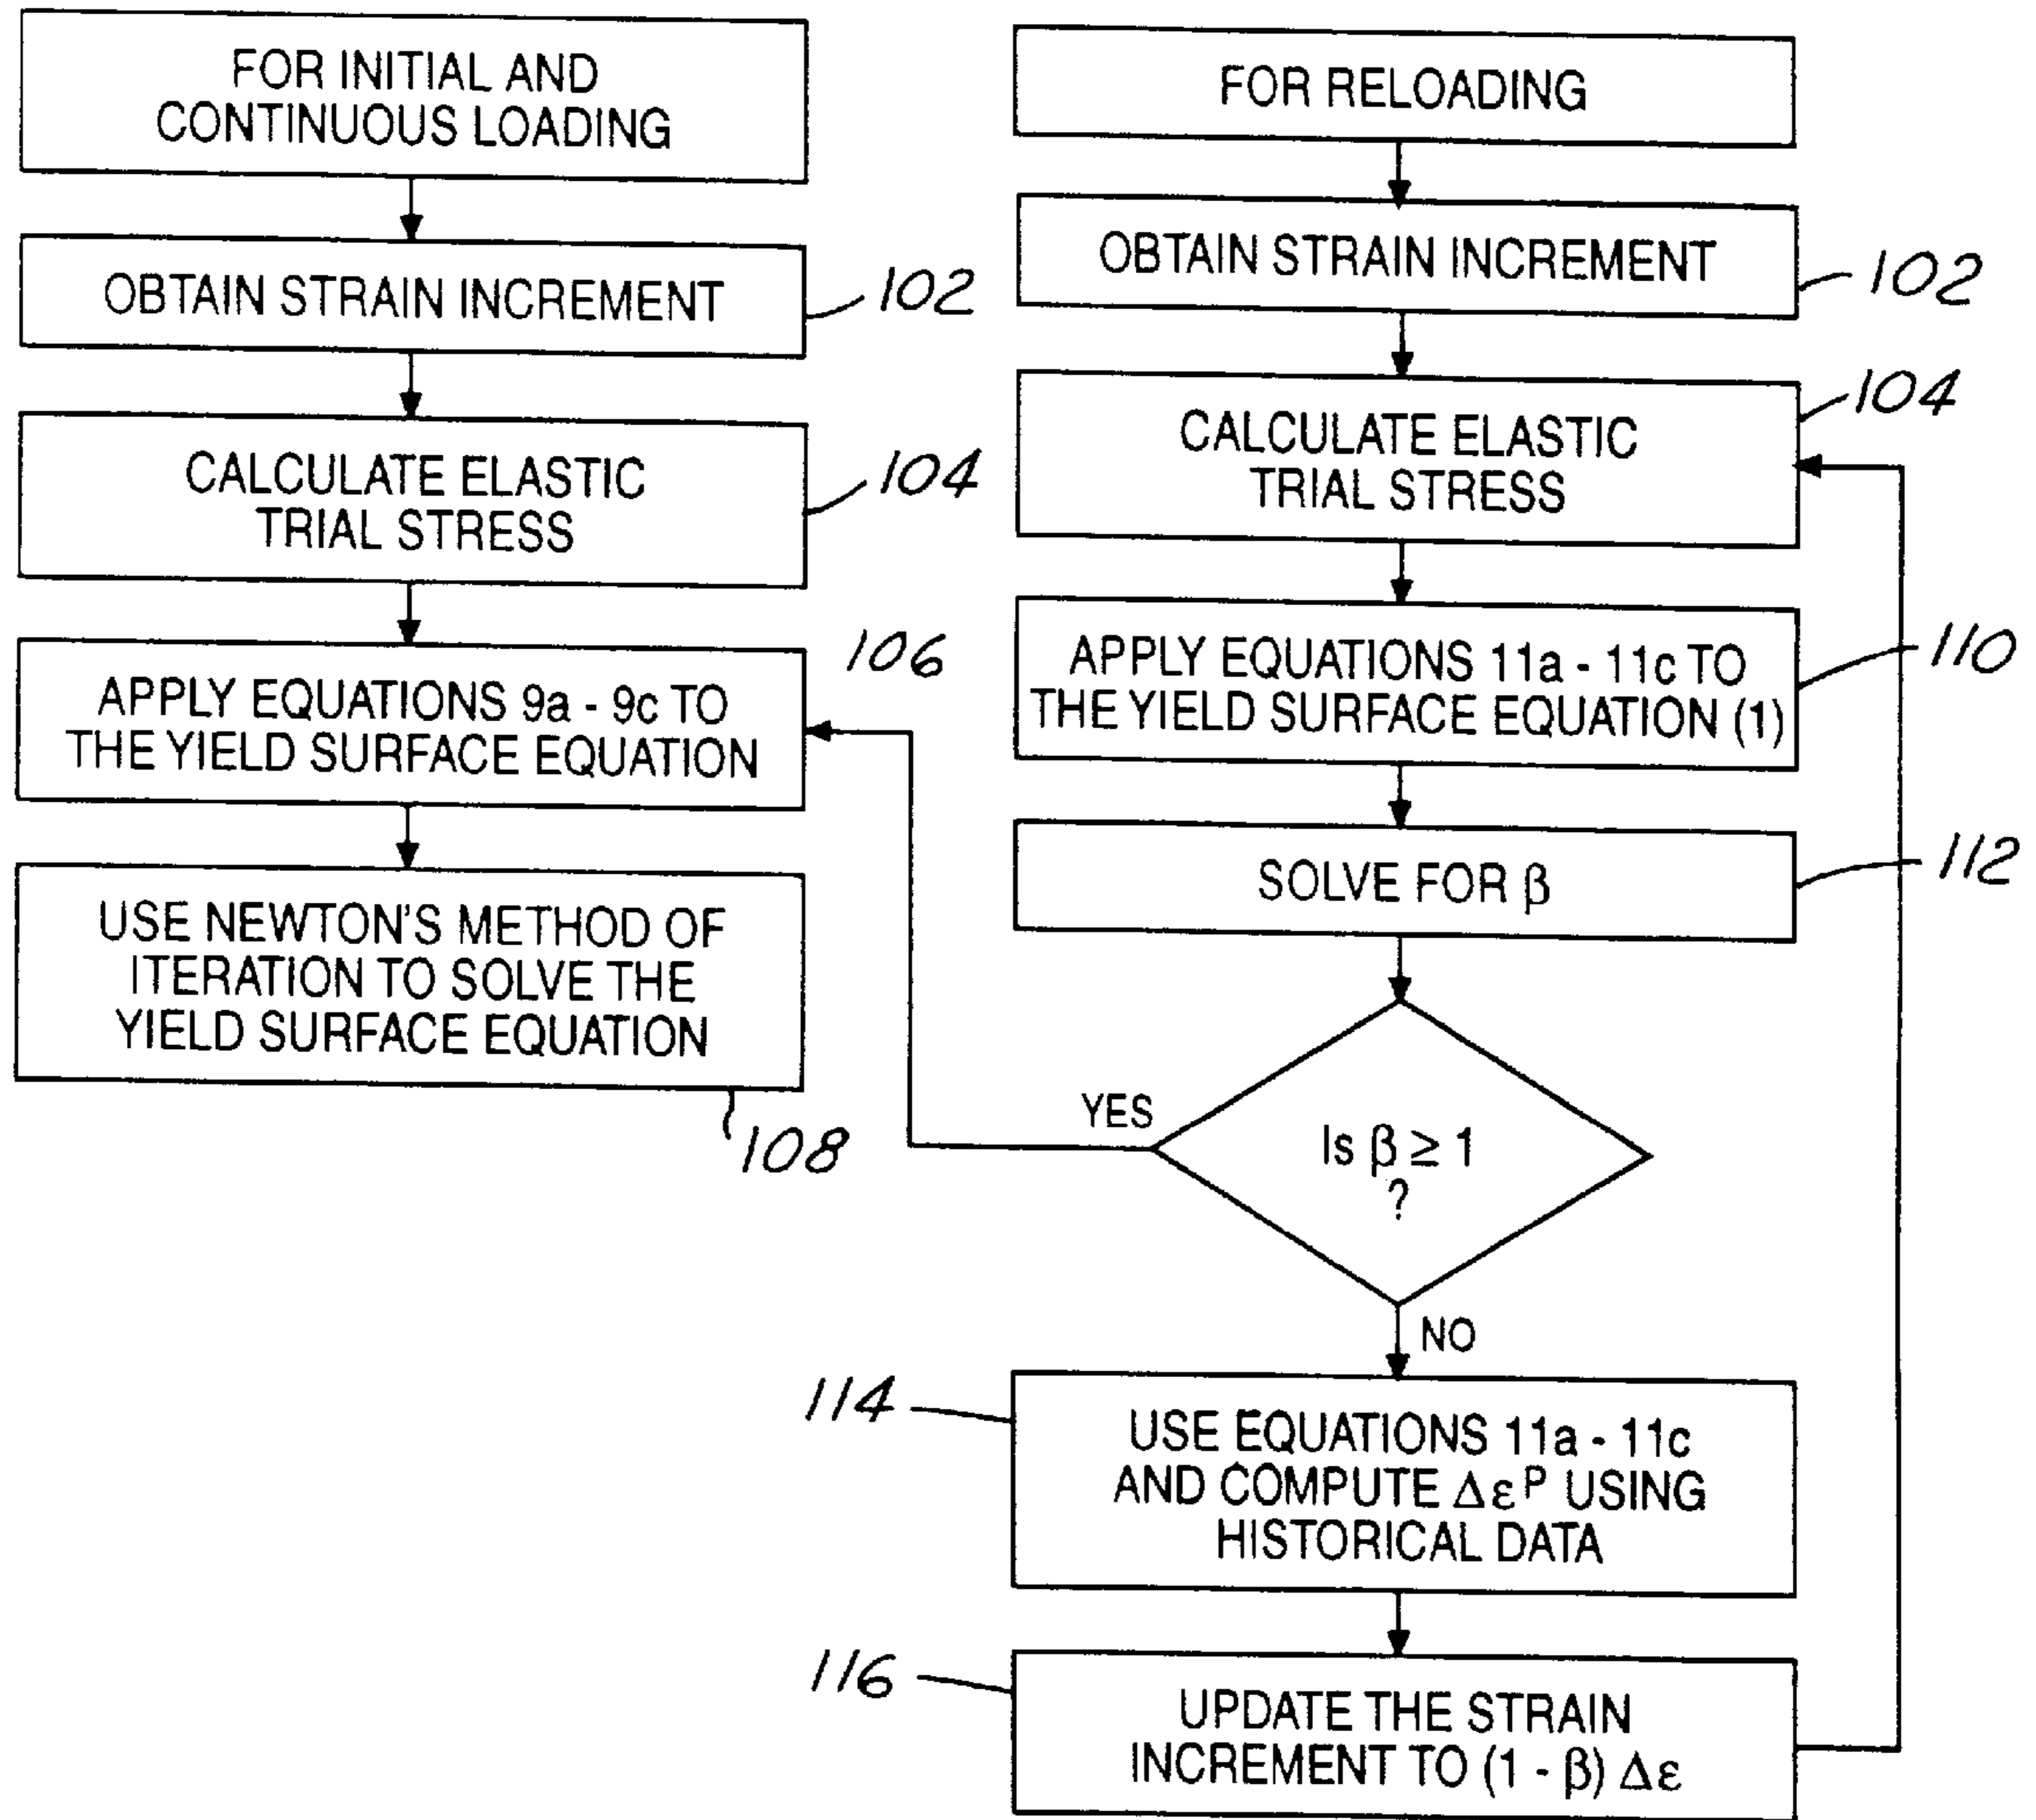 FOR INITIAL AND
CONTINUOUS LOADING
OBTAIN STRAIN INCREMENT
102
CALCULATE ELASTIC
TRIAL STRESS
104
106
APPLY EQUATIONS 9a - 9c TO
THE YIELD SURFACE EQUATION
USE NEWTON'S METHOD OF
ITERATION TO SOLVE THE
YIELD SURFACE EQUATION
108
FOR RELOADING
OBTAIN STRAIN INCREMENT
102
CALCULATE ELASTIC
TRIAL STRESS
104
APPLY EQUATIONS 11a - 11c TO
THE YIELD SURFACE EQUATION (1)
110
SOLVE FOR β
112
YES
Is β ≥ 1
?
NO
114
USE EQUATIONS 11a - 11c
AND COMPUTE Δε^P USING
HISTORICAL DATA
116
UPDATE THE STRAIN
INCREMENT TO (1 - β) Δε